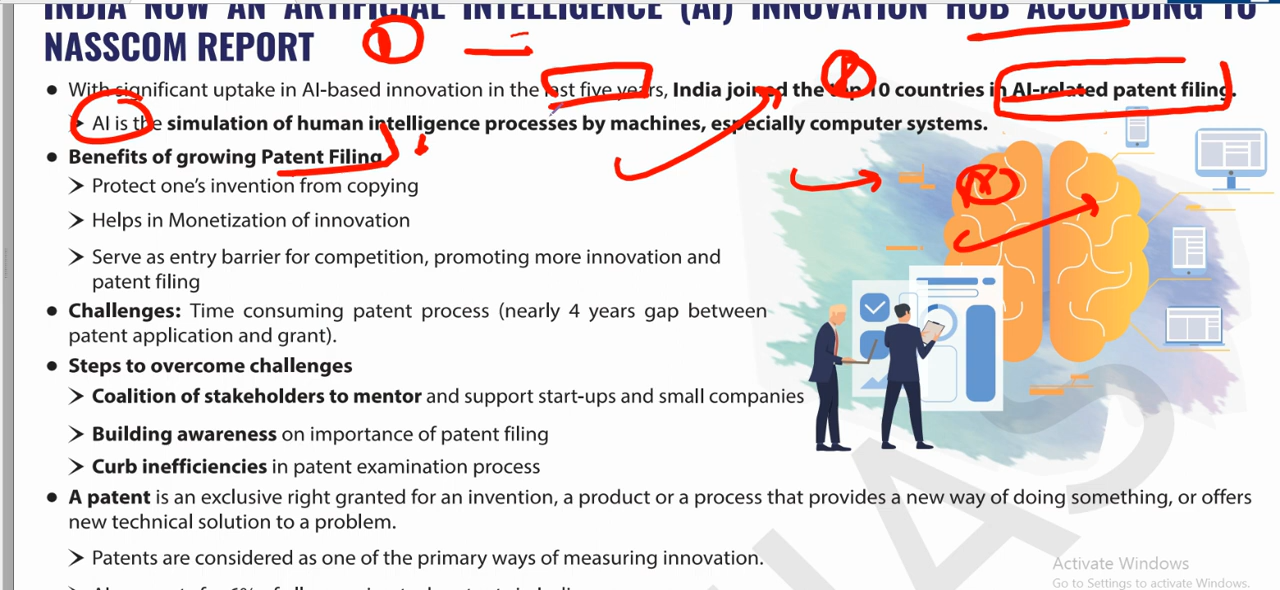 INDIA NOW AN ARTIFICIAL INTELLIGENCE (AI) INNOVATION HUB ACCORDING TO
NASSCOM REPORT
• With significant uptake in AI-based innovation in the last five years, India joined the top 10 countries in AI-related patent filing.
➤ AI is the simulation of human intelligence processes by machines, especially computer systems.
• Benefits of growing Patent Filing
➤ Protect one's invention from copying
➤ Helps in Monetization of innovation
➤ Serve as entry barrier for competition, promoting more innovation and
patent filing
• Challenges: Time consuming patent process (nearly 4 years gap between
patent application and grant).
• Steps to overcome challenges
➤ Coalition of stakeholders to mentor and support start-ups and small companies
➤ Building awareness on importance of patent filing
➤ Curb inefficiencies in patent examination process
• A patent is an exclusive right granted for an invention, a product or a process that provides a new way of doing something, or offers
new technical solution to a problem.
➤ Patents are considered as one of the primary ways of measuring innovation.
IAS
Activate Windows
Go to Settings to activate Windows.